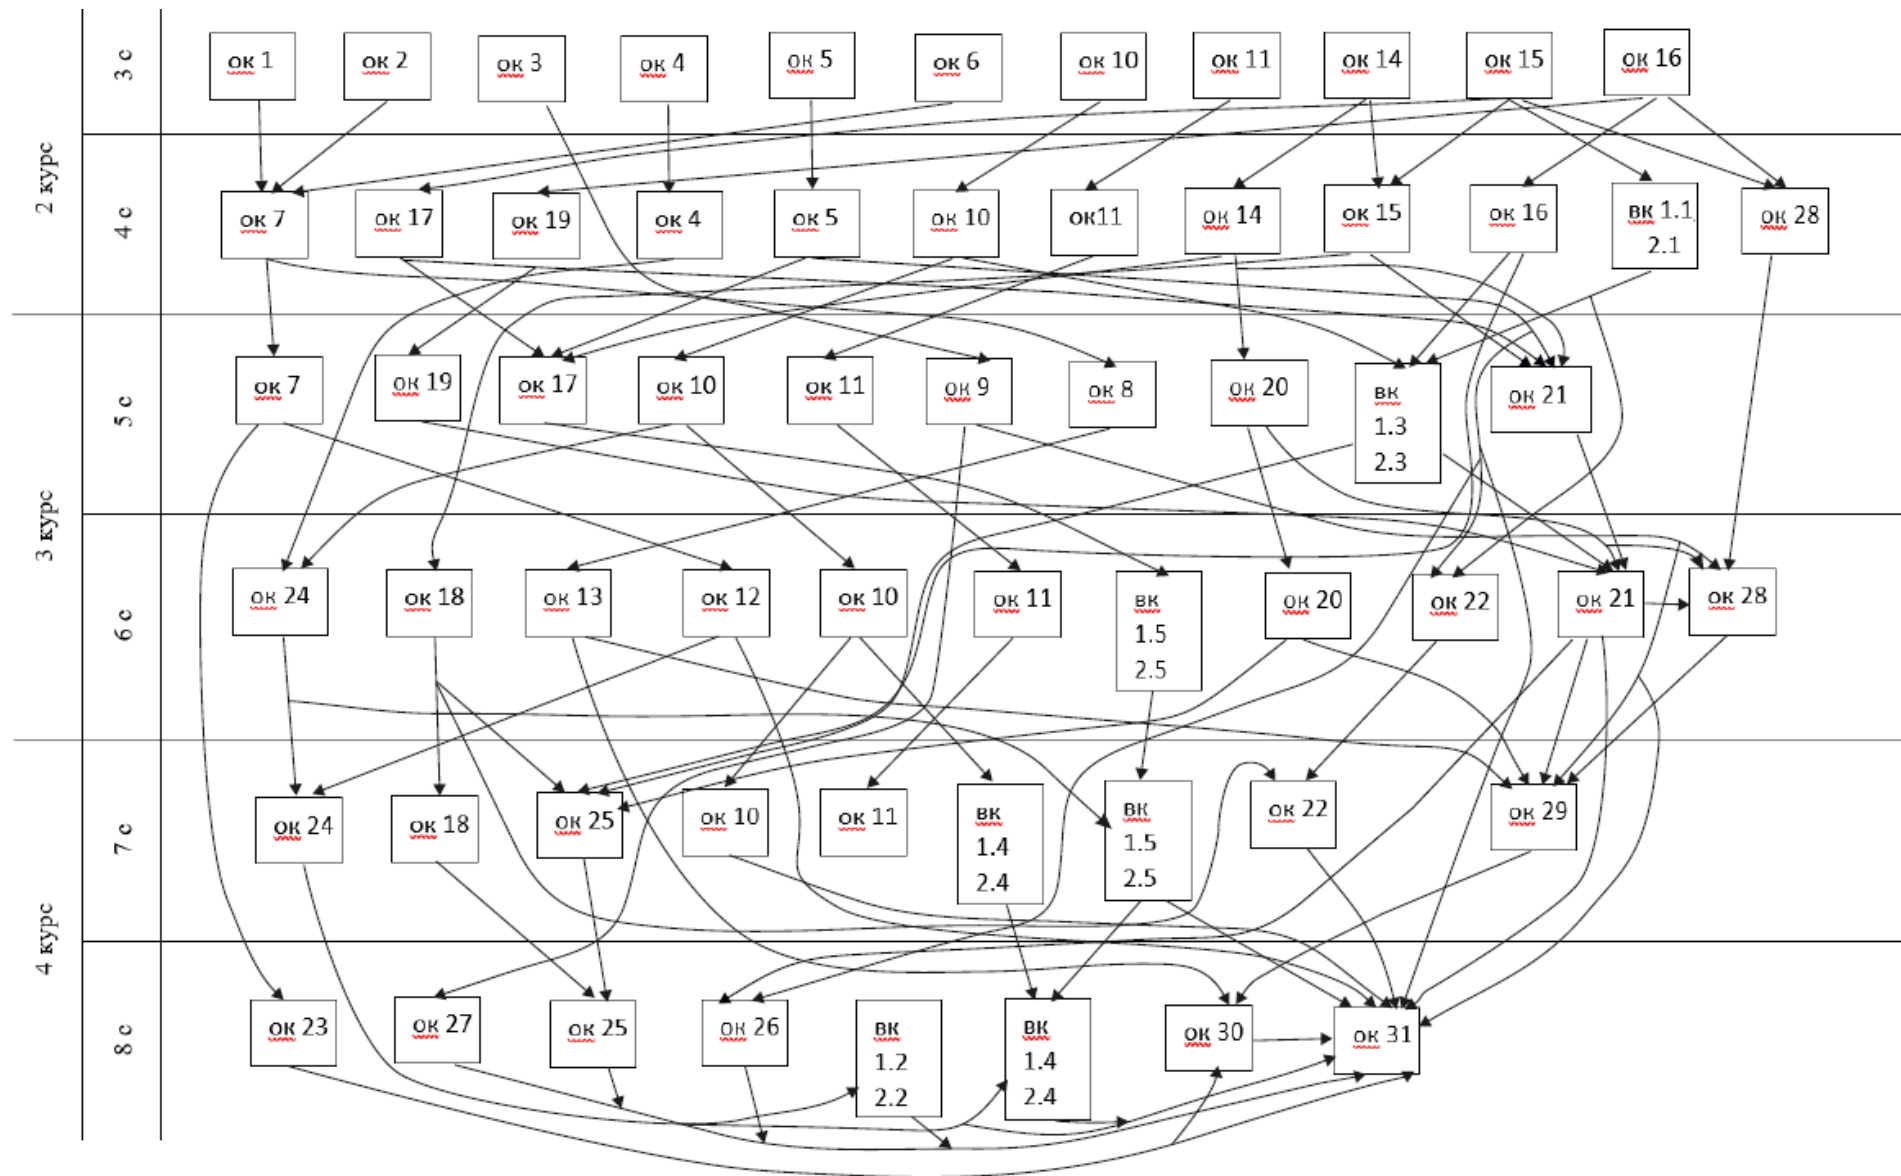 3 с
ок 1
ок 2
ок 3
ок 4
ок 5
ок 6
ок 10
ок 11
ок 14
ок 15
ок 16
2 курс
4 с
ок 7
ок 17
ок 19
ок 4
ок 5
ок 10
ок11
ок 14
ок 15
ок 16
вк 1.1,
2.1
ок 28
5 с
ок 7
ок 19
ок 17
ок 10
ок 11
ок 9
ок 8
ок 20
вк
1.3
2.3
ок 21
3 курс
6 с
ок 24
ок 18
ок 13
ок 12
ок 10
ок 11
вк
1.5
2.5
ок 20
ок 22
ок 21
ок 28
7 с
ок 24
ок 18
ок 25
ок 10
ок 11
вк
1.4
2.4
вк
1.5
2.5
ок 22
ок 29
4 курс
8 с
ок 23
ок 27
ок 25
ок 26
вк
1.2
2.2
вк
1.4
2.4
ок 30
ок 31